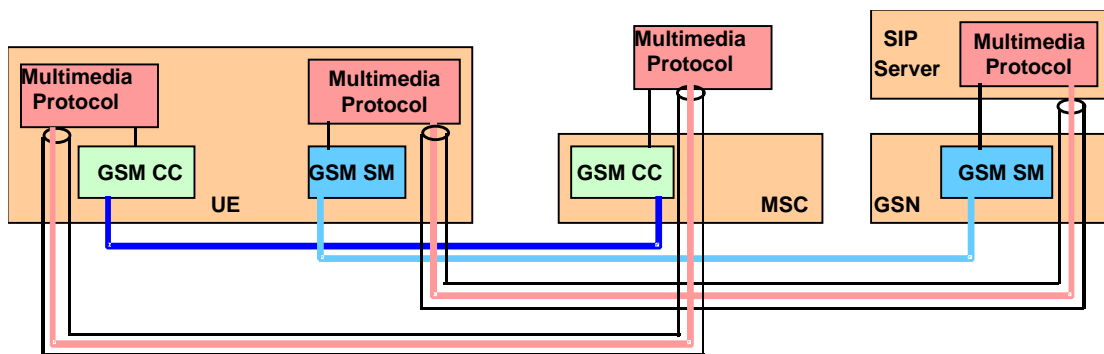 Multimedia
Protocol
Multimedia
Protocol
GSM CC
GSM SM
UE
Multimedia
Protocol
GSM CC
MSC
SIP
Server
Multimedia
Protocol
GSM SM
GSN